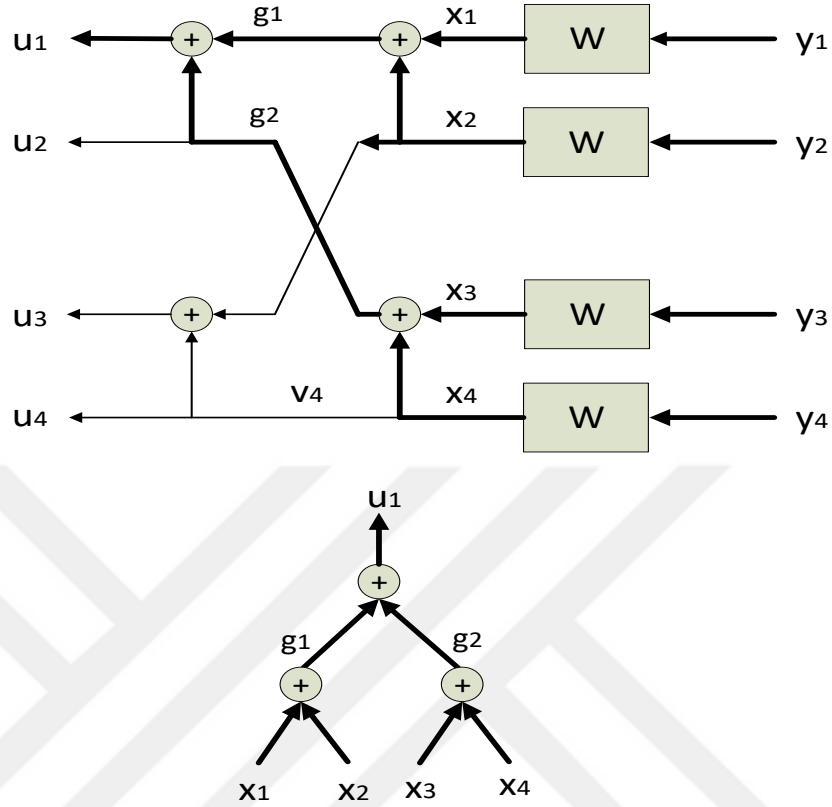 g1 x1
u1 + + W y1
g2 x2
u2 W y2
x3
u3 + + W y3
v4 x4
u4 W y4
u1
+
g1 g2
+ +
x1 x2 x3 x4